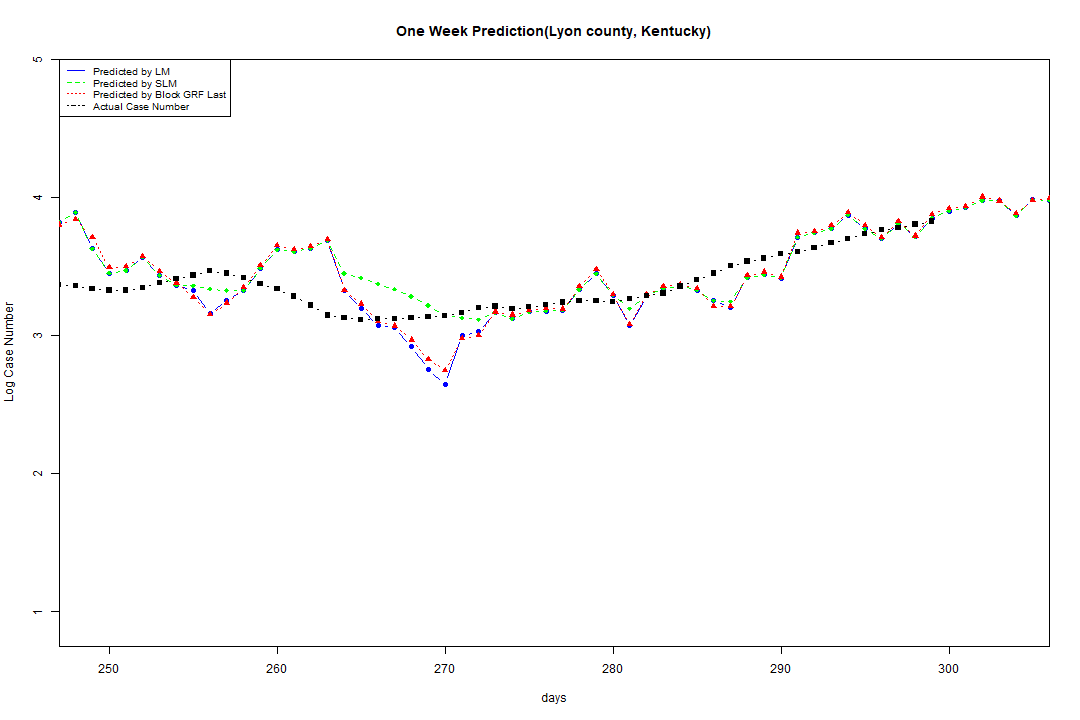 One Week Prediction(Lyon county, Kentucky)
5
Predicted by LM
Predicted by SLM
Predicted by Block GRF Last
Actual Case Number
4
3
2
1
Log Case Number
250 260 270 280 290 300
days